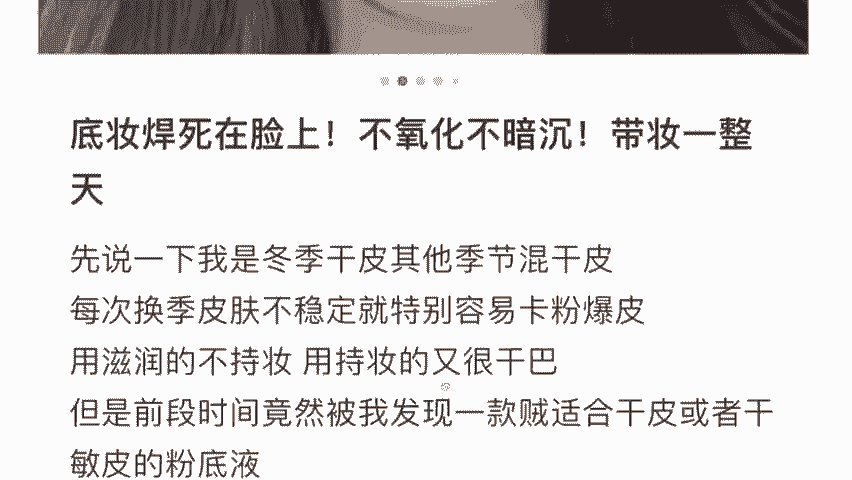 底妆焊死在脸上！不氧化不暗沉！带妆一整
天
先说一下我是冬季干皮其他季节混干皮
每次换季皮肤不稳定就特别容易卡粉爆皮
用滋润的不持妆 用持妆的又很干巴
但是前段时间竟然被我发现一款贼适合干皮或者干
敏皮的粉底液